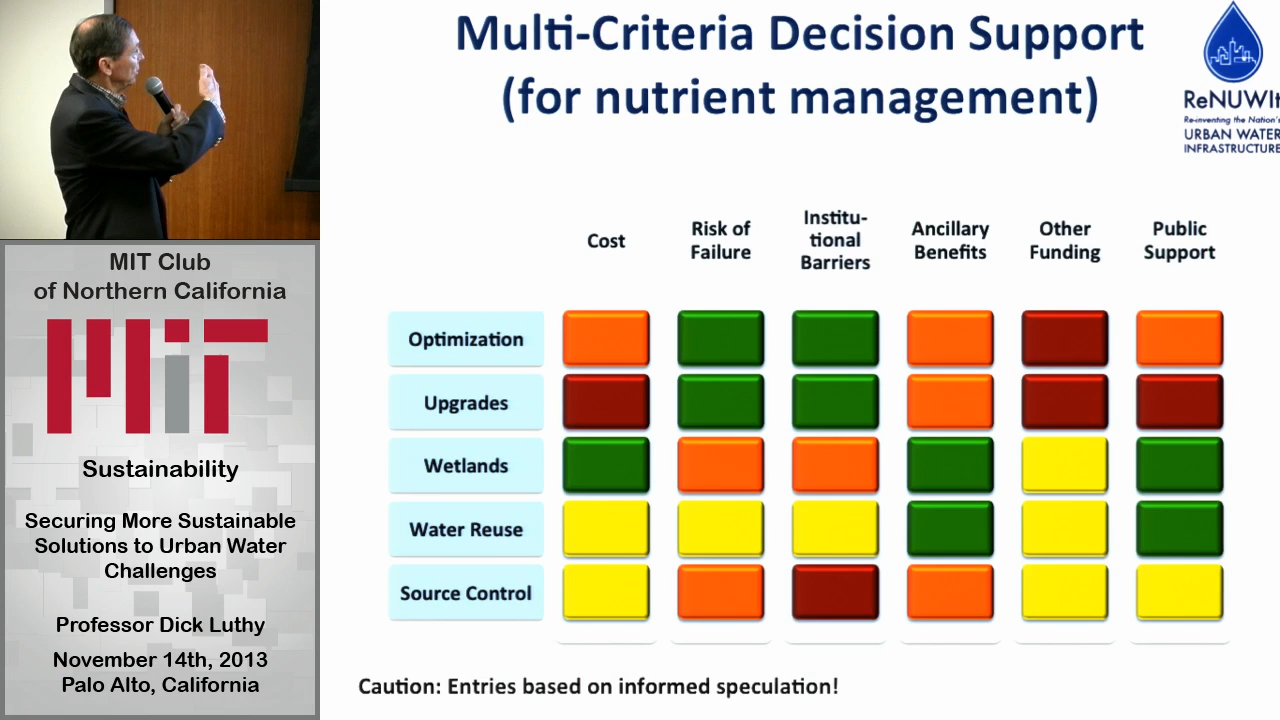 Multi-Criteria Decision Support
(for nutrient management)
ReNUWIt
Re-inventing the Nation's
URBAN WATER
INFRASTRUCTURE
MIT Club
of Northern California
MIT
Sustainability
Securing More Sustainable
Solutions to Urban Water
Challenges
Professor Dick Luthy
November 14th, 2013
Palo Alto, California
Cost
Risk of
Failure
Institu-
tional
Barriers
Ancillary
Benefits
Other
Funding
Public
Support
Optimization
Upgrades
Wetlands
Water Reuse
Source Control
Caution: Entries based on informed speculation!